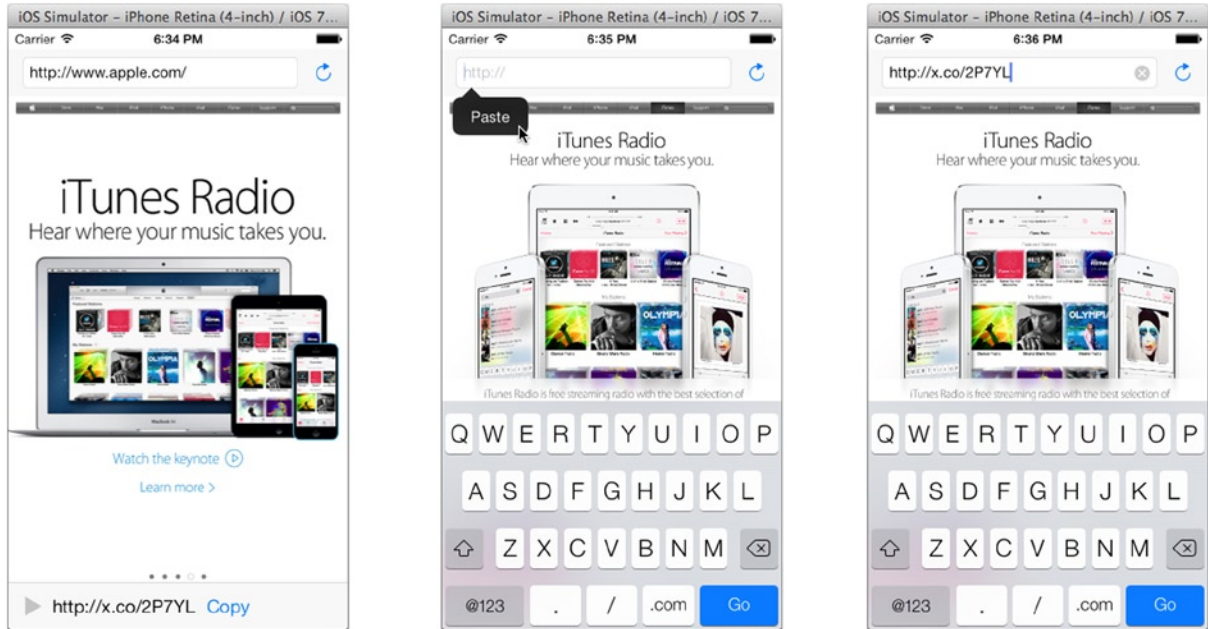 iOS Simulator – iPhone Retina (4-inch) / iOS 7...
Carrier 6:34 PM
http://www.apple.com/
iTunes Radio
Hear where your music takes you.
MacBook Air
Watch the keynote
Learn more >
http://x.co/2P7YL Copy
iOS Simulator – iPhone Retina (4-inch) / iOS 7...
Carrier 6:35 PM
http://
Paste
iTunes Radio
Hear where your music takes you.
OLYMPIA
iTunes Radio is free streaming radio with the best selection of
Q W E R T Y U I O P
A S D F G H J K L
Z X C V B N M
@123 . / .com Go
iOS Simulator – iPhone Retina (4-inch) / iOS 7...
Carrier 6:36 PM
http://x.co/2P7YL
iTunes Radio
Hear where your music takes you.
OLYMPIA
iTunes Radio is free streaming radio with the best selection of
Q W E R T Y U I O P
A S D F G H J K L
Z X C V B N M
@123 . / .com Go